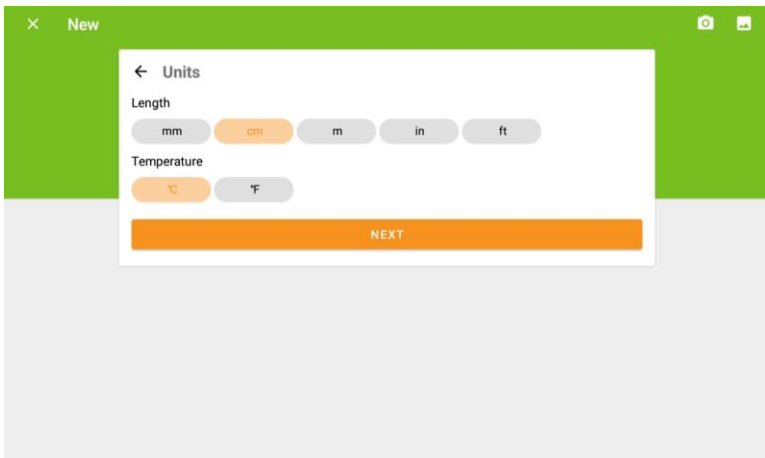 New
Units
Length
mm cm m in ft
Temperature
℃ ℉
NEXT